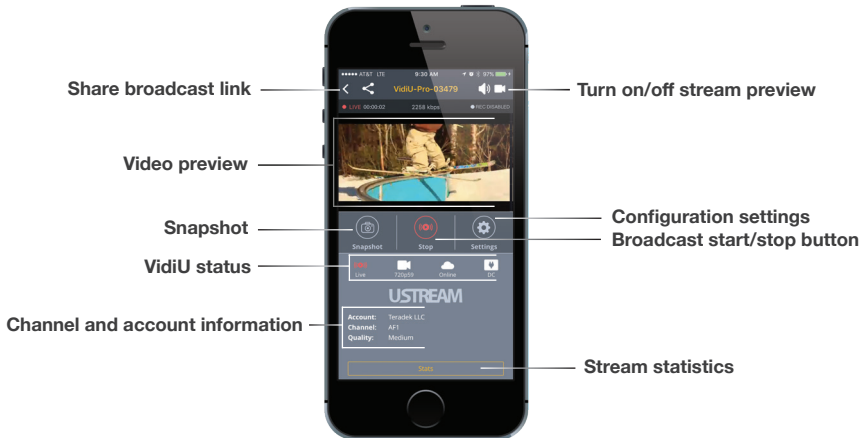 AT&T LTE 9:30 AM 97%
Share broadcast link
VidiU-Pro-03479
Turn on/off stream preview
LIVE 00:00:02 2258 kbps REC DISABLED
Video preview
Snapshot
Configuration settings
Broadcast start/stop button
Snapshot Stop Settings
VidiU status
Live 720p59 Online DC
USTREAM
Channel and account information
Account: Teradek LLC
Channel: AF1
Quality: Medium
Stats
Stream statistics